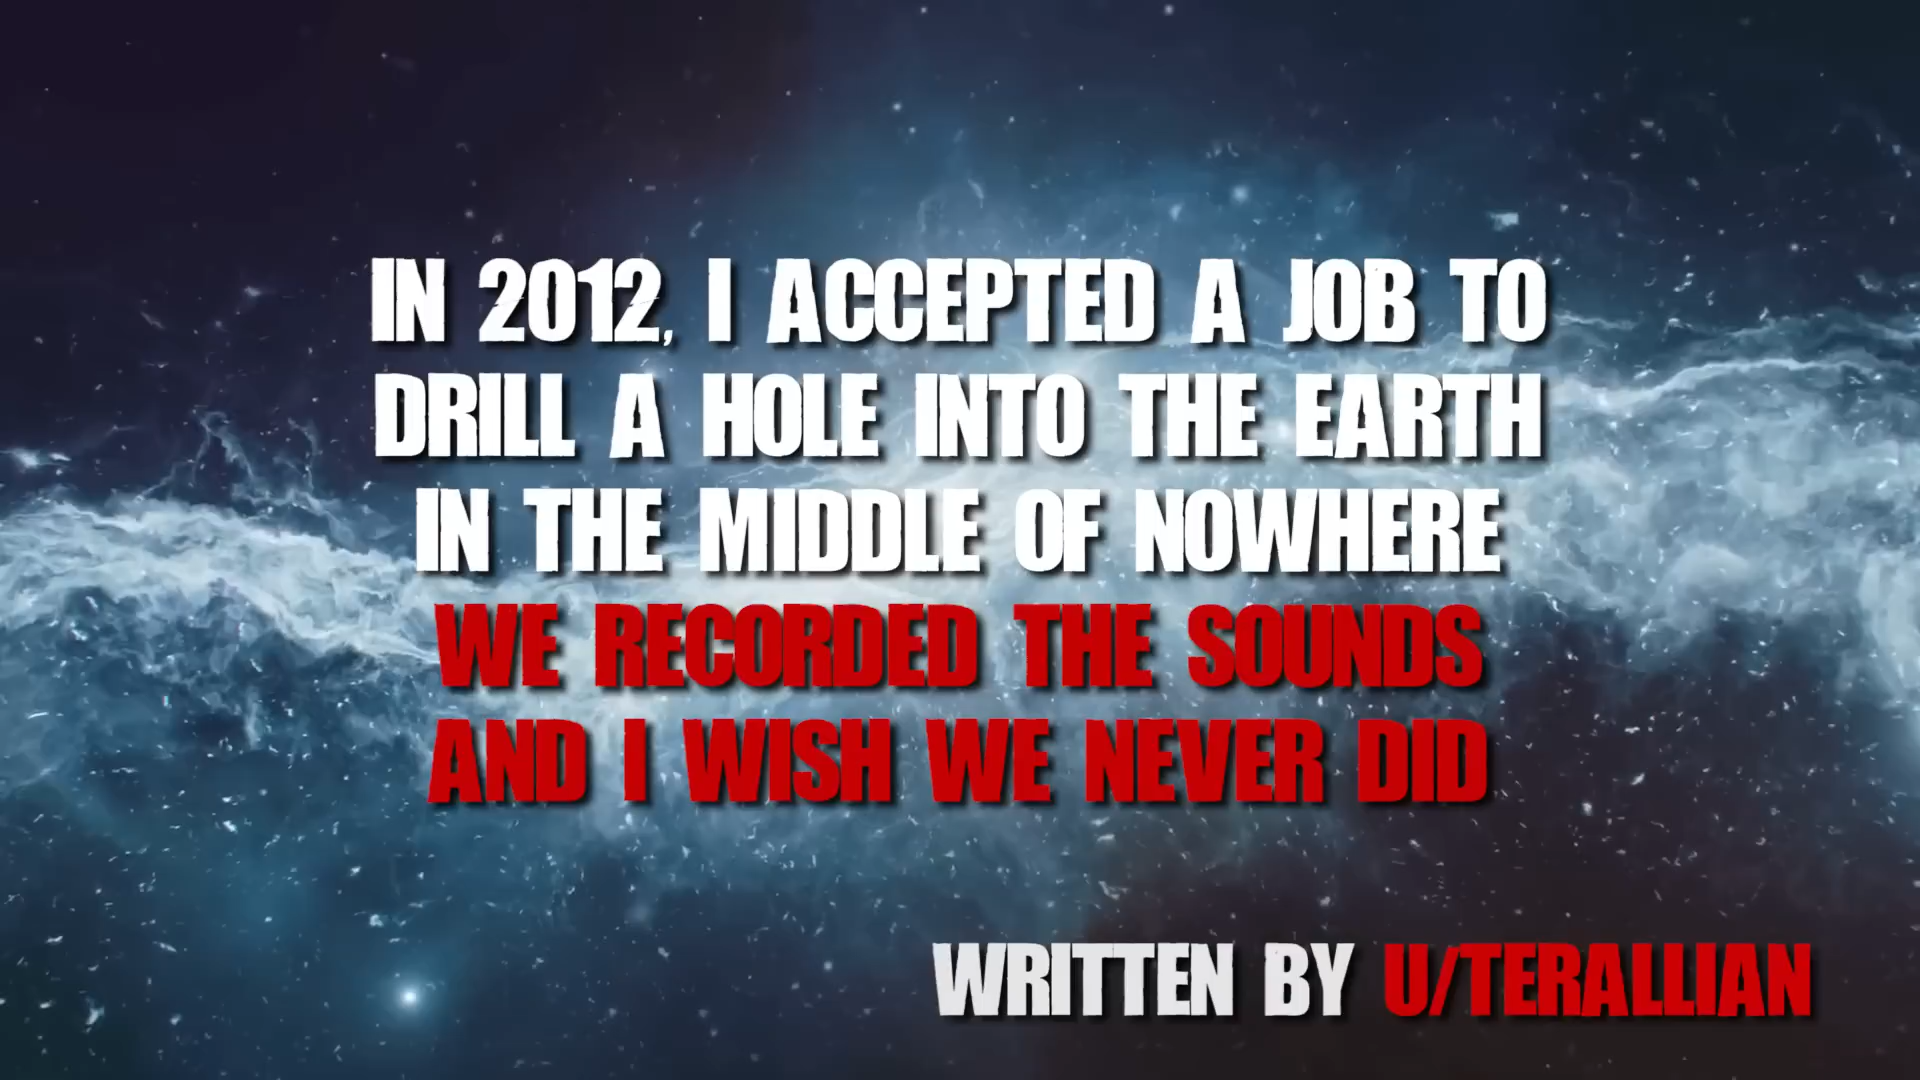 IN 2012, I ACCEPTED A JOB TO
DRILL A HOLE INTO THE EARTH
IN THE MIDDLE OF NOWHERE
WE RECORDED THE SOUNDS
AND I WISH WE NEVER DID
WRITTEN BY U/TERALLIAN